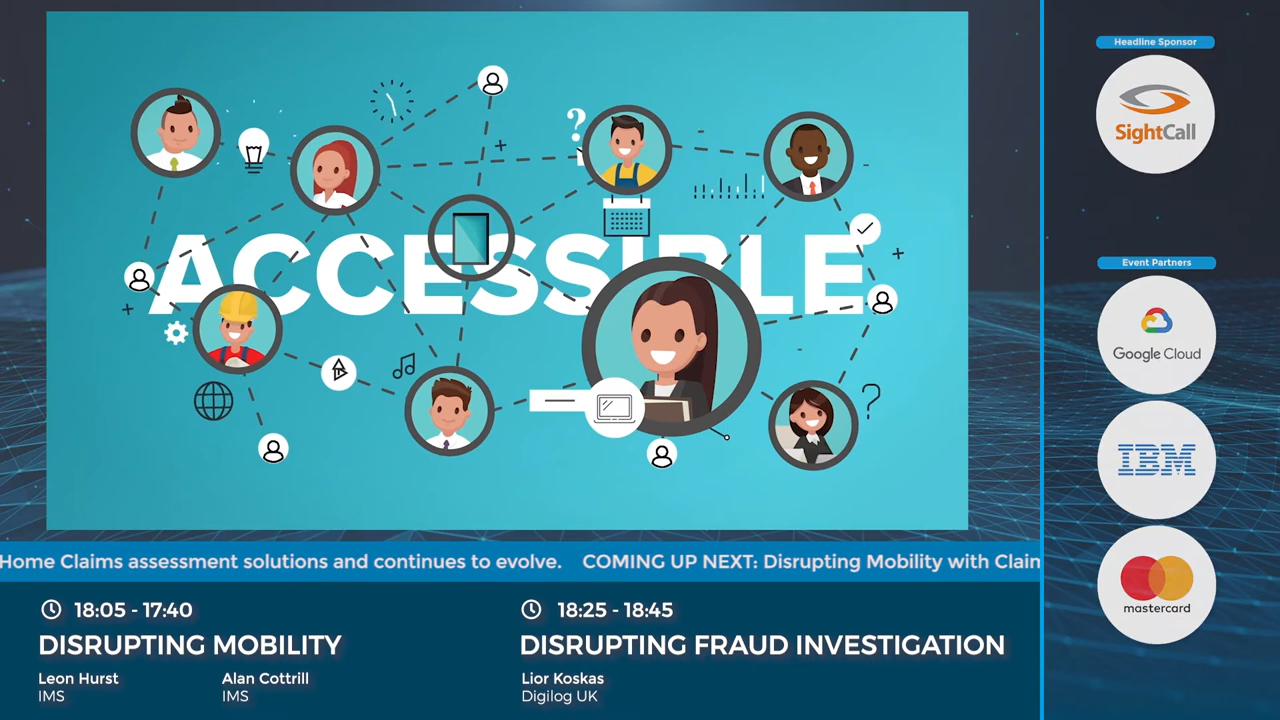 ACCESSIBLE
Home Claims assessment solutions and continues to evolve. COMING UP NEXT: Disrupting Mobility with Claim
18:05 - 17:40
DISRUPTING MOBILITY
Leon Hurst
IMS
Alan Cottrill
IMS
18:25 - 18:45
DISRUPTING FRAUD INVESTIGATION
Lior Koskas
Digilog UK
Headline Sponsor
SightCall
Event Partners
Google Cloud
IBM
mastercard